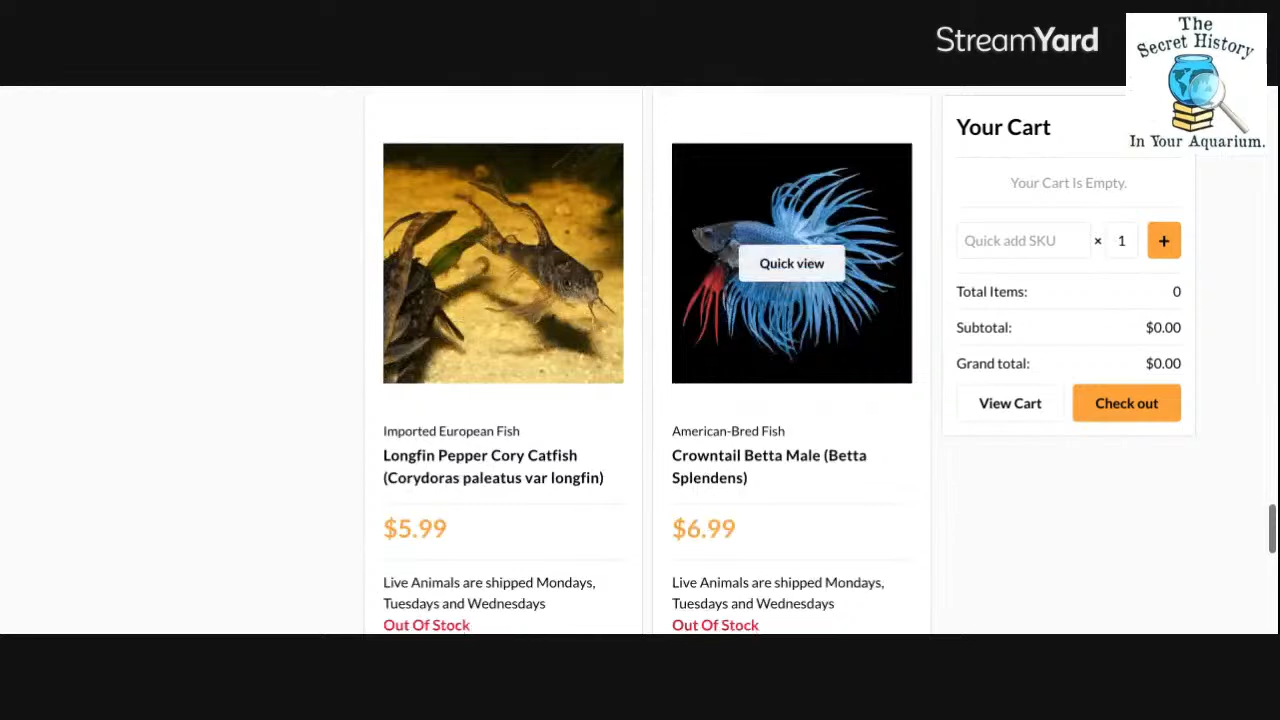 StreamYard
The
Secret History
In Your Aquarium.
Your Cart
Your Cart Is Empty.
Quick add SKU × 1 +
Total Items: 0
Subtotal: $0.00
Grand total: $0.00
View Cart Check out
Imported European Fish
Longfin Pepper Cory Catfish
(Corydoras paleatus var longfin)
$5.99
Live Animals are shipped Mondays,
Tuesdays and Wednesdays
Out Of Stock
Quick view
American-Bred Fish
Crowntail Betta Male (Betta
Splendens)
$6.99
Live Animals are shipped Mondays,
Tuesdays and Wednesdays
Out Of Stock